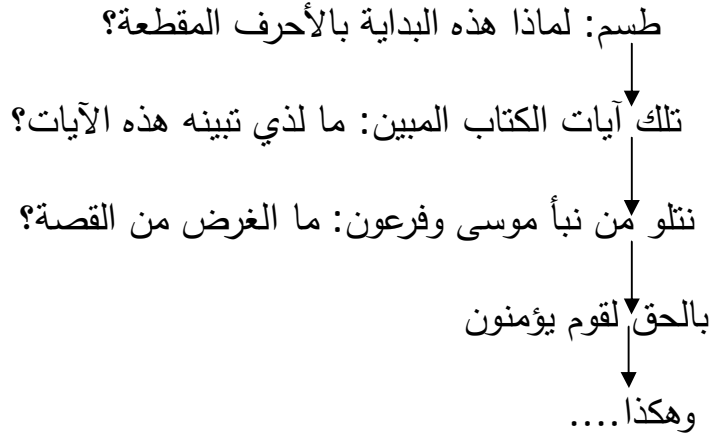 طسم: لماذا هذه البداية بالأحرف المقطعة؟
تلك آيات الكتاب المبين: ما لذي تبينه هذه الآيات؟
نتلو من نبأ موسى وفرعون: ما الغرض من القصة؟
بالحق لقوم يؤمنون
وهكذا....